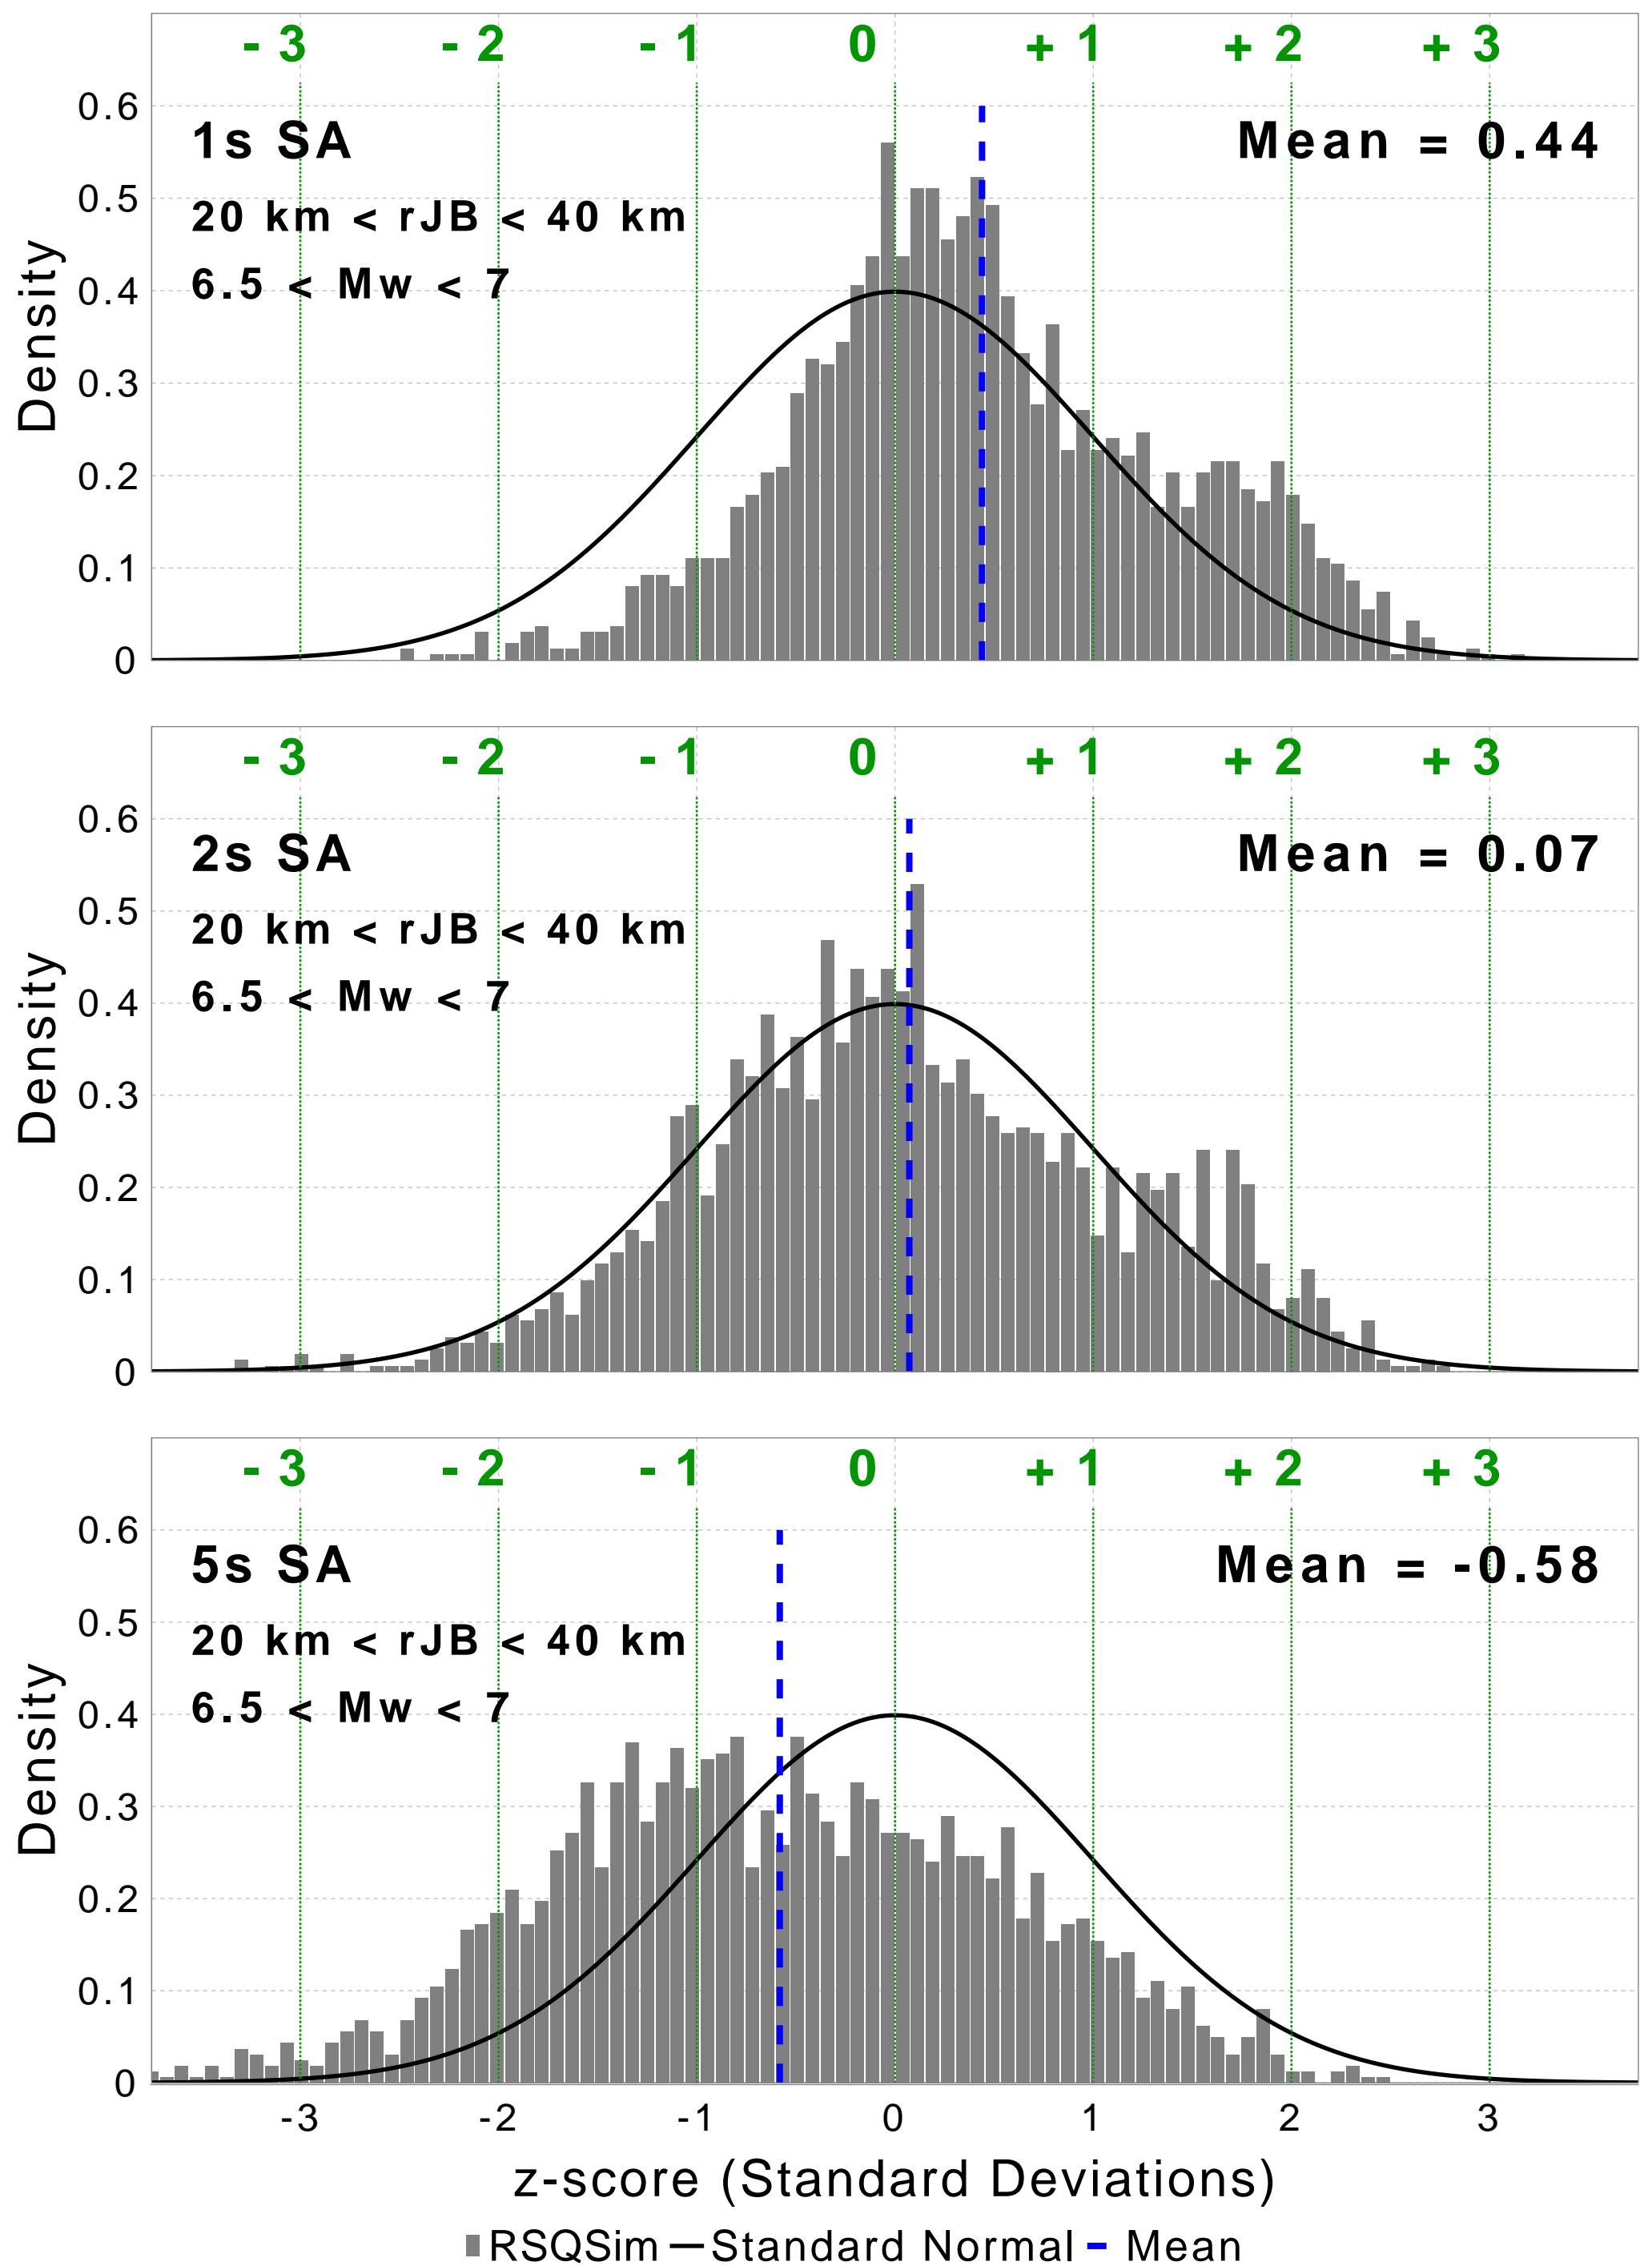 - 3 - 2 - 1 0 + 1 + 2 + 3
0.6
1s SA Mean = 0.44
0.5
20 km < rJB < 40 km
0.4
6.5 < Mw < 7
Density
0.3
0.2
0.1
0
- 3 - 2 - 1 0 + 1 + 2 + 3
0.6
2s SA Mean = 0.07
0.5
20 km < rJB < 40 km
0.4
6.5 < Mw < 7
Density
0.3
0.2
0.1
0
- 3 - 2 - 1 0 + 1 + 2 + 3
0.6
5s SA Mean = -0.58
0.5
20 km < rJB < 40 km
0.4
6.5 < Mw < 7
Density
0.3
0.2
0.1
0
-3 -2 -1 0 1 2 3
z-score (Standard Deviations)
RSQSim Standard Normal Mean